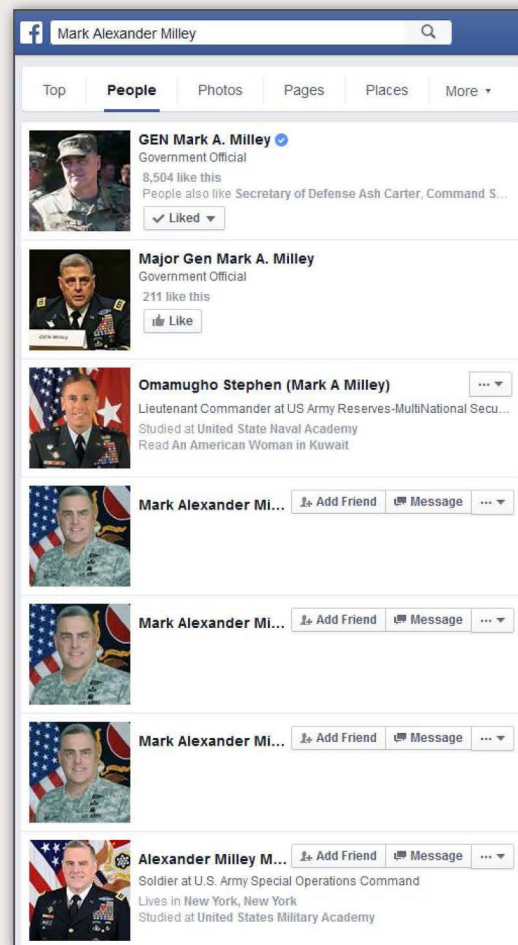 f
Mark Alexander Milley
Top People Photos Pages Places More
GEN Mark A. Milley
Government Official
8,504 like this
People also like Secretary of Defense Ash Carter, Command S...
Liked
Major Gen Mark A. Milley
Government Official
211 like this
Like
GEN Milley
Omamugho Stephen (Mark A Milley) ...
Lieutenant Commander at US Army Reserves-MultiNational Secu...
Studied at United State Naval Academy
Read An American Woman in Kuwait
Mark Alexander Mi... Add Friend Message ...
Mark Alexander Mi... Add Friend Message ...
Mark Alexander Mi... Add Friend Message ...
Alexander Milley M... Add Friend Message ...
Soldier at U.S. Army Special Operations Command
Lives in New York, New York
Studied at United States Military Academy